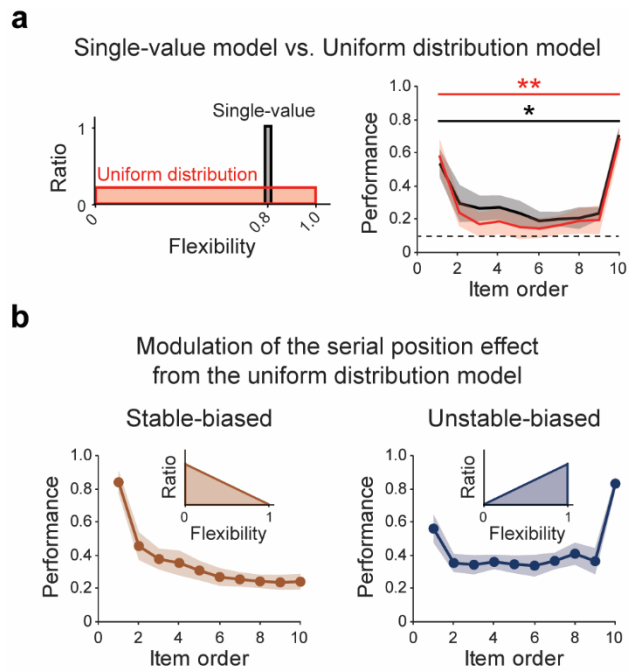 a
Single-value model vs. Uniform distribution model
Single-value
1
Uniform distribution
0
Ratio
0
0.8
1.0
Flexibility
1.0
0.8
0.6
0.4
0.2
0
Performance
**
*
0
2
4
6
8
10
Item order
b
Modulation of the serial position effect
from the uniform distribution model
Stable-biased
Unstable-biased
1.0
0.8
0.6
0.4
0.2
0
Performance
Ratio
0
1
Flexibility
0
2
4
6
8
10
Item order
1.0
0.8
0.6
0.4
0.2
0
Performance
Ratio
0
1
Flexibility
0
2
4
6
8
10
Item order